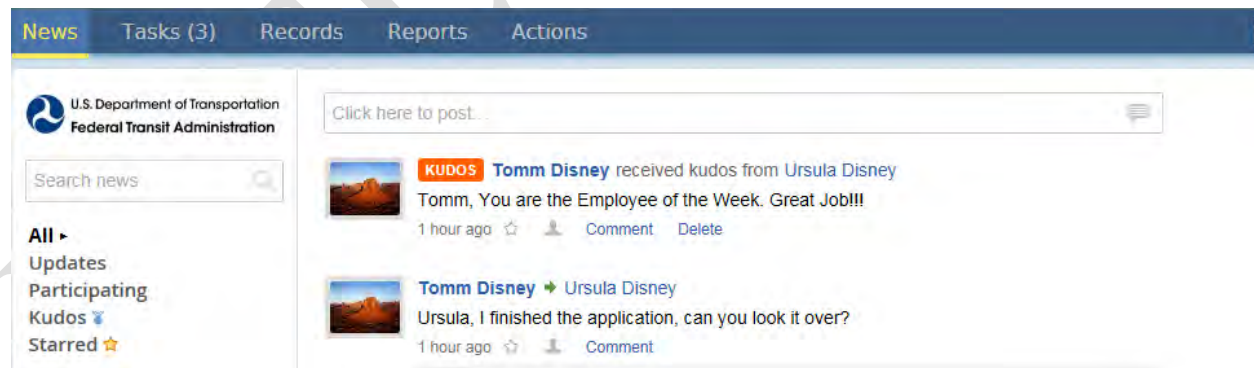 News Tasks (3) Records Reports Actions
U.S. Department of Transportation
Federal Transit Administration
Search news
All
Updates
Participating
Kudos
Starred
Click here to post...
KUDOS Tomm Disney received kudos from Ursula Disney
Tomm, You are the Employee of the Week. Great Job!!!
1 hour ago Comment Delete
Tomm Disney Ursula Disney
Ursula, I finished the application, can you look it over?
1 hour ago Comment